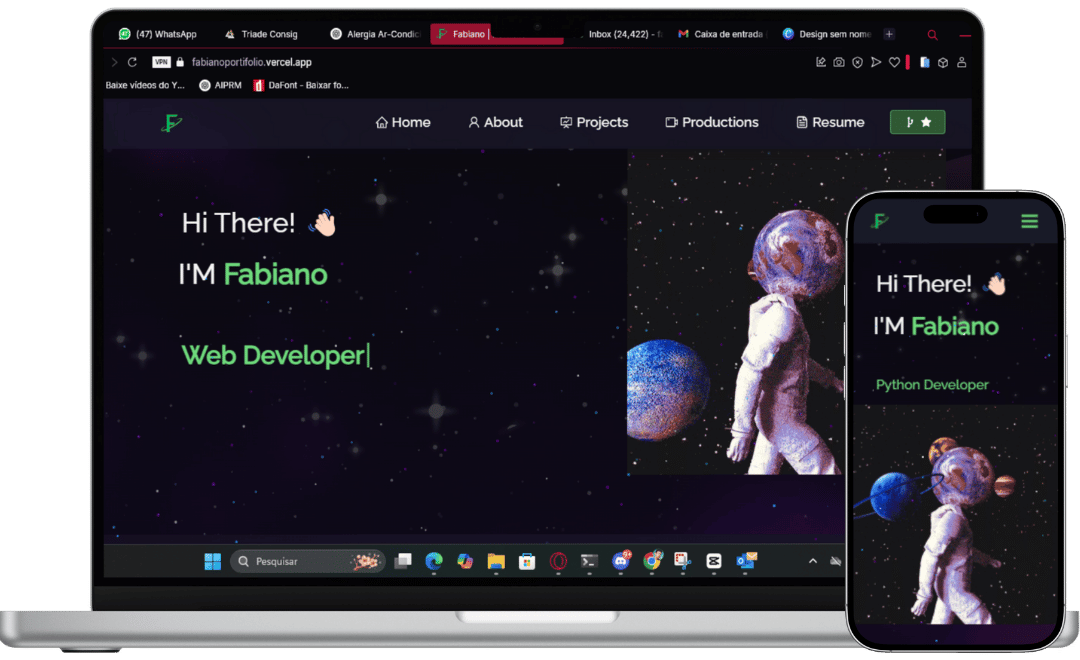 (47) WhatsApp
Triade Consig
Alergia Ar-Condic
Fabiano |
Inbox (24,422) - f
Caixa de entrada
Design sem nome
VPN
fabianoportifolio.vercel.app
Baixe vídeos do Y...
AIPRM
DaFont - Baixar fo...
Home
About
Projects
Productions
Resume
Hi There!
I'M Fabiano
Web Developer|
Pesquisar
Hi There!
I'M Fabiano
Python Developer